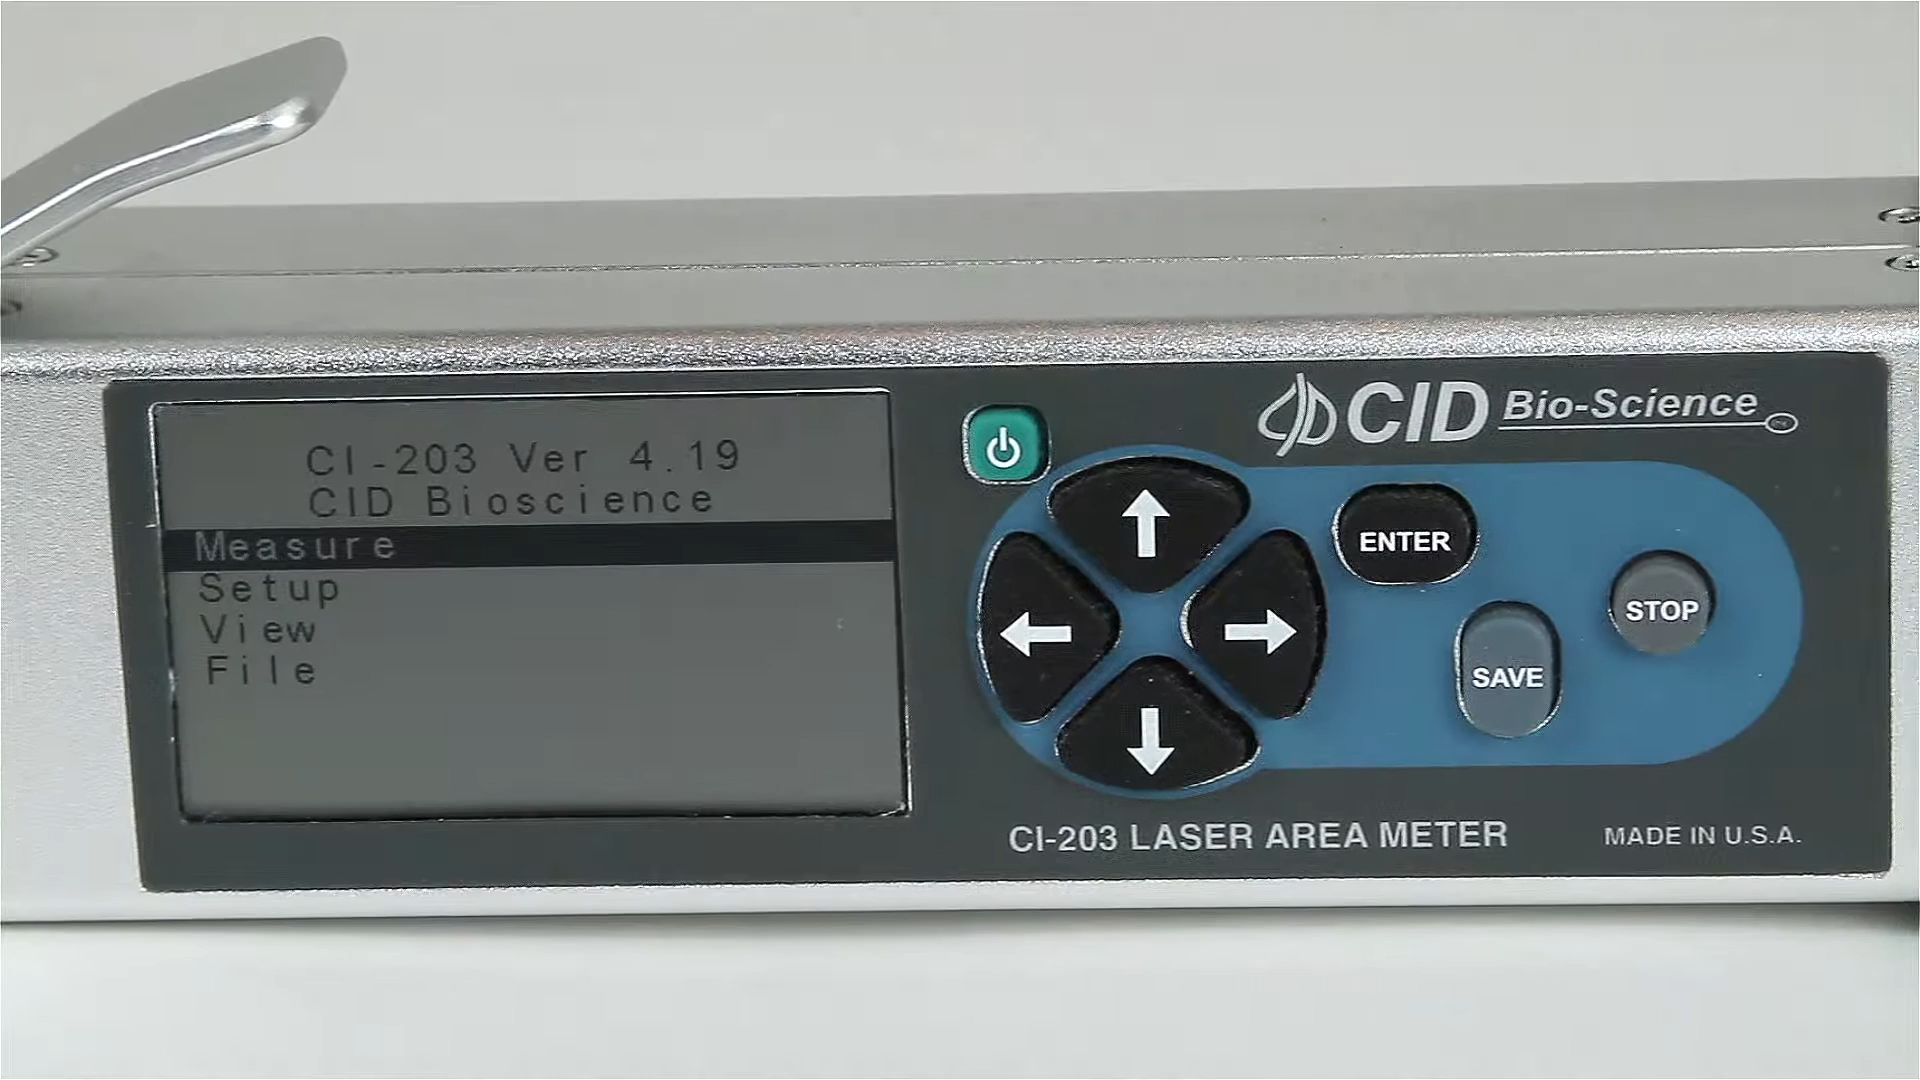 CI-203 Ver 4.19
CID Bioscience
Measure
Setup
View
File
CID Bio-Science
ENTER
STOP
SAVE
CI-203 LASER AREA METER
MADE IN U.S.A.